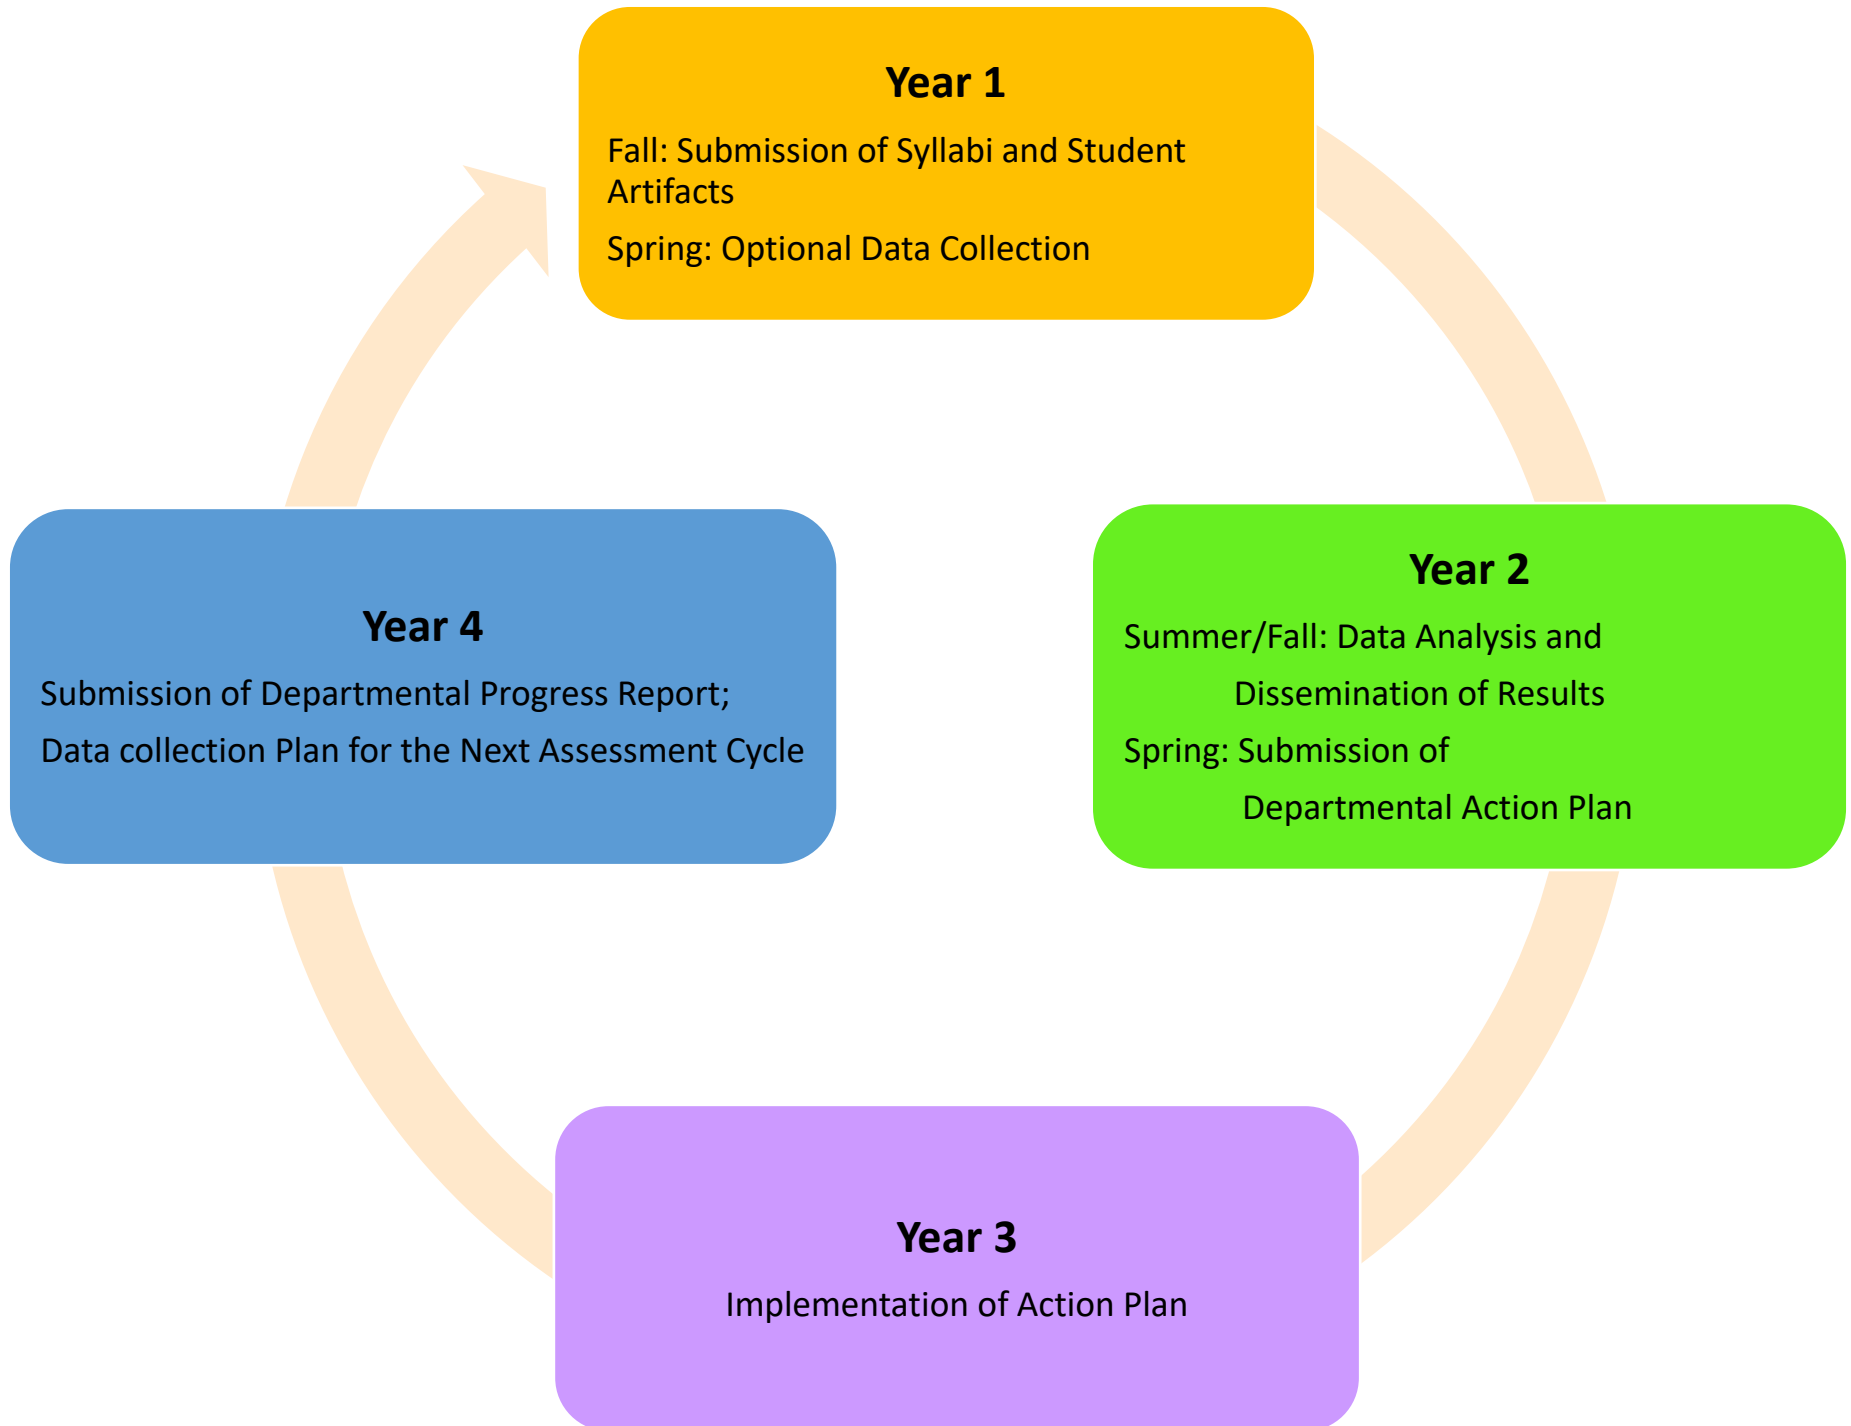 Year 1
Fall: Submission of Syllabi and Student
Artifacts
Spring: Optional Data Collection
Year 2
Summer/Fall: Data Analysis and
Dissemination of Results
Spring: Submission of
Departmental Action Plan
Year 3
Implementation of Action Plan
Year 4
Submission of Departmental Progress Report;
Data collection Plan for the Next Assessment Cycle